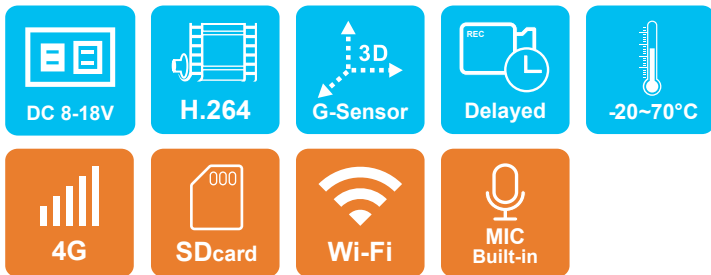 DC 8-18V
H.264
3D
G-Sensor
REC
Delayed
-20~70°C
4G
000
SDcard
Wi-Fi
MIC
Built-in